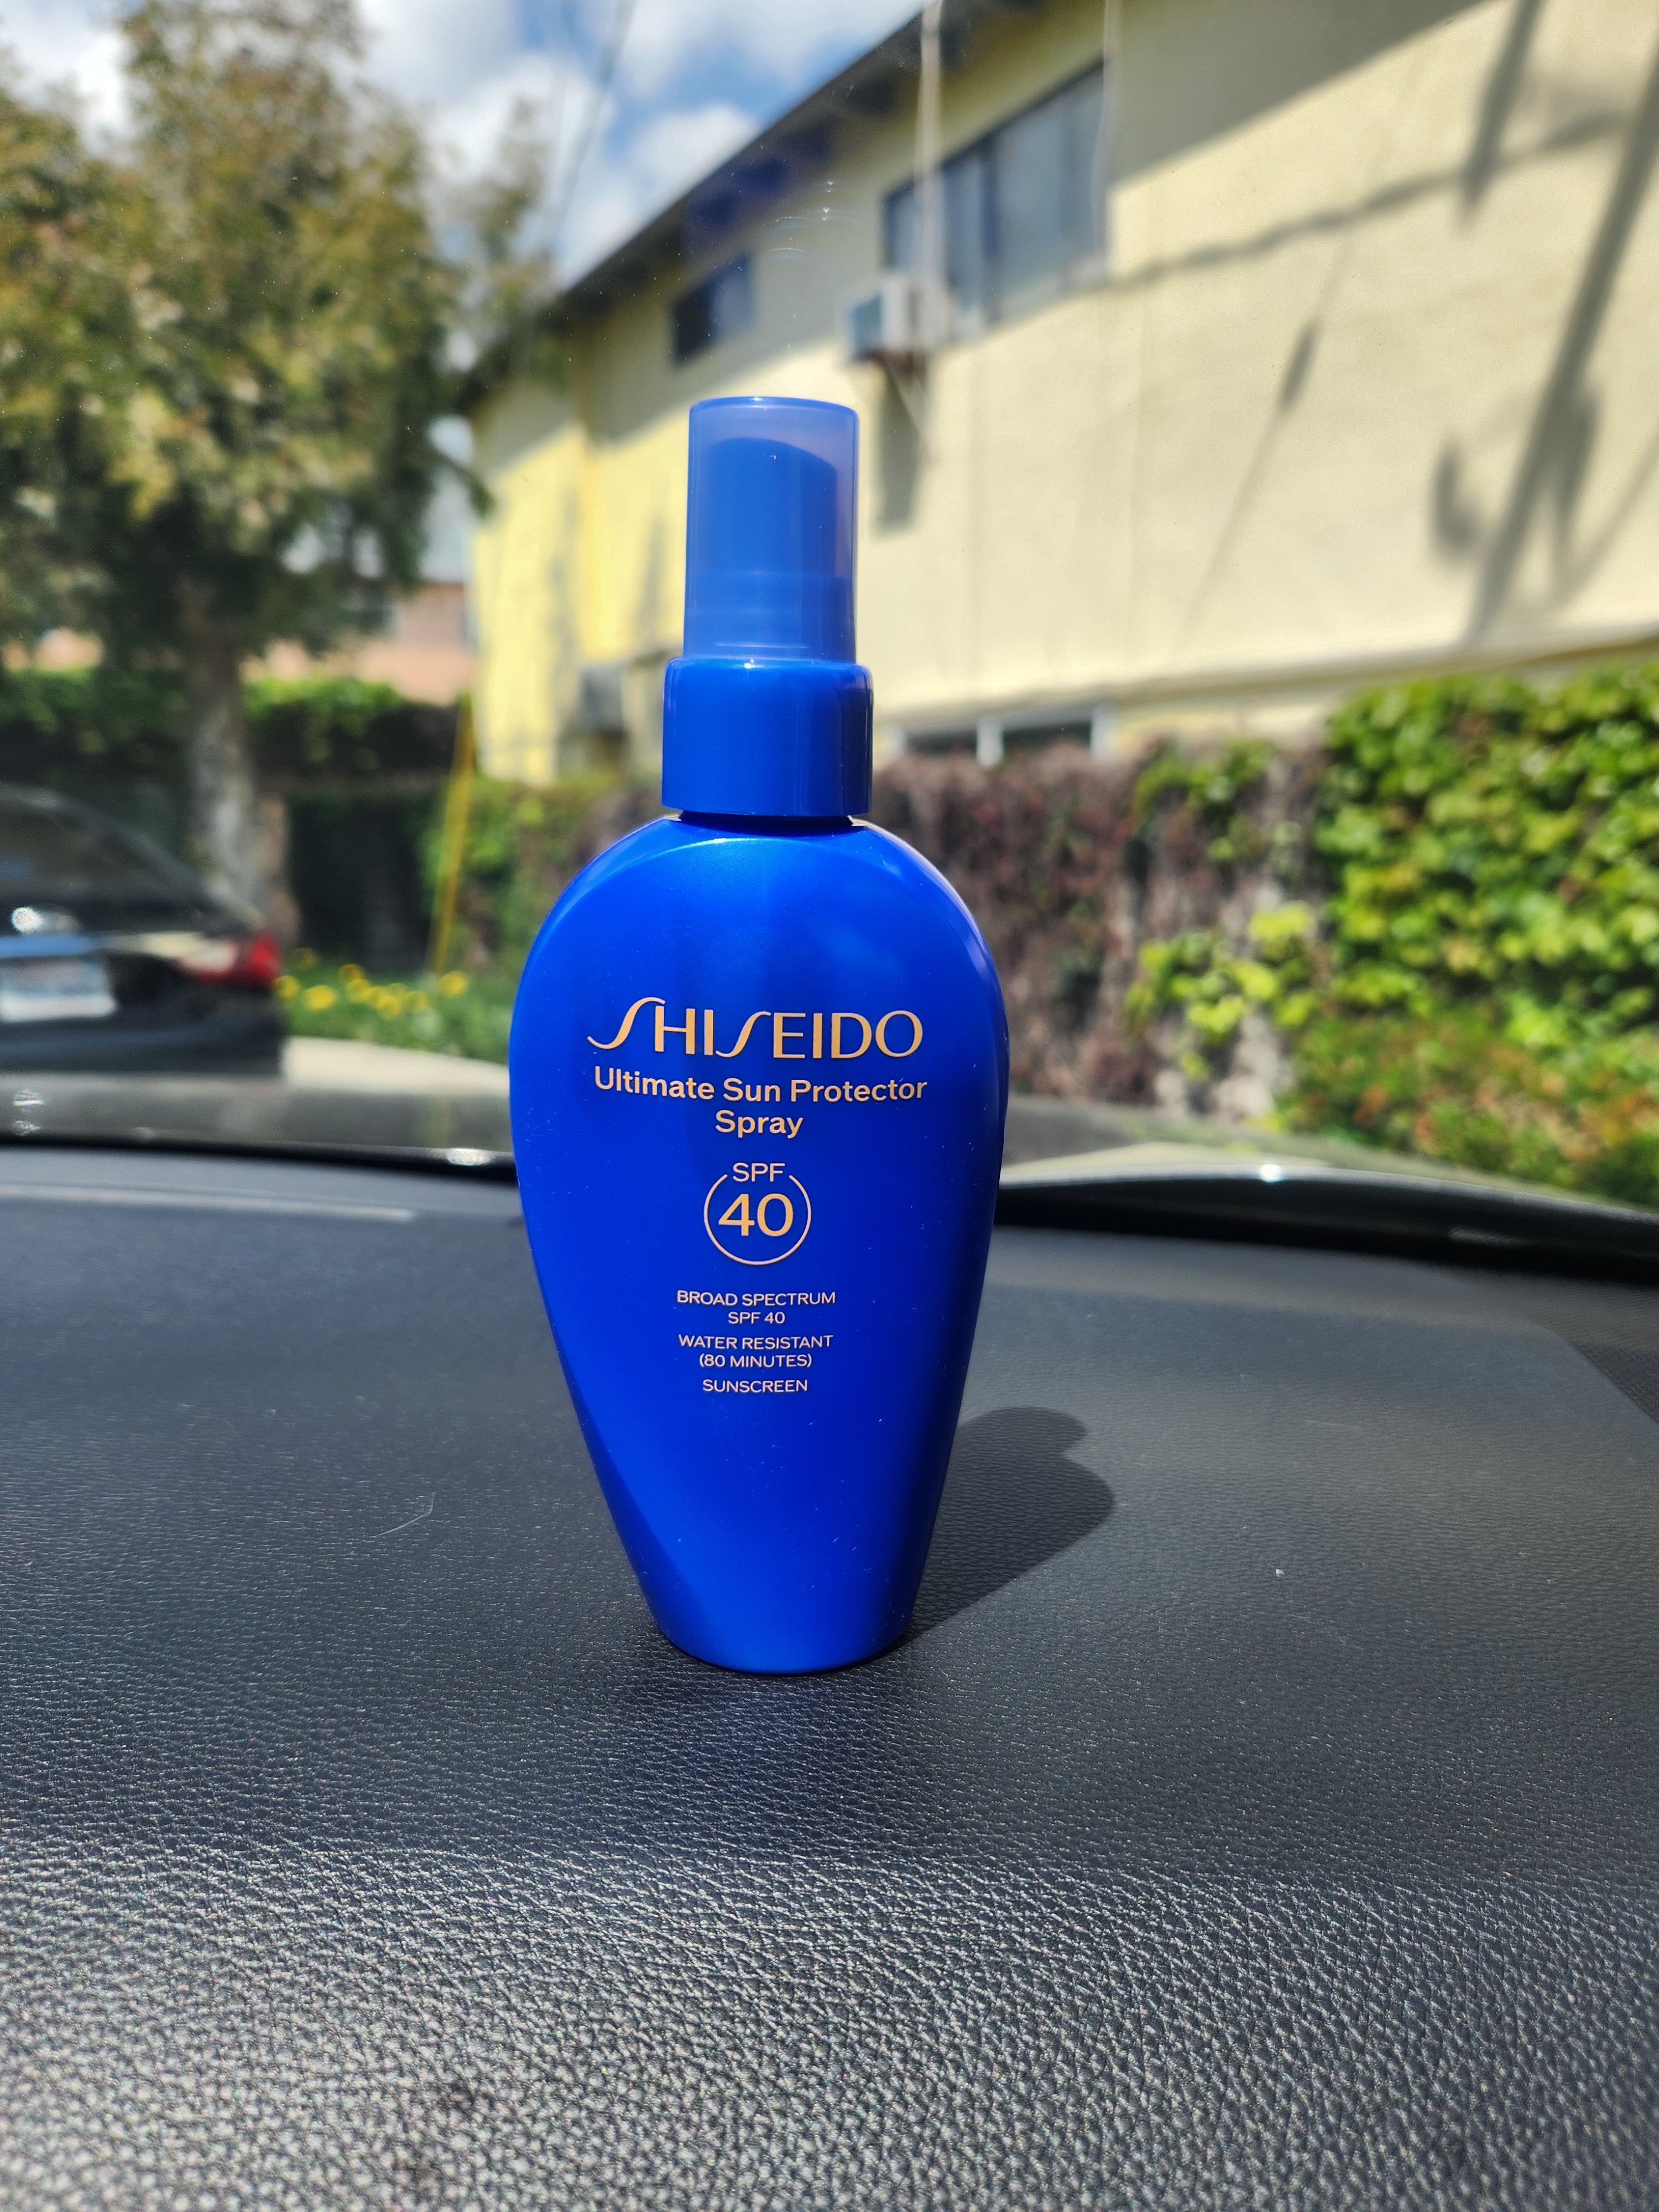 SHISEIDO
Ultimate Sun Protector
Spray
SPF
40
BROAD SPECTRUM
SPF 40
WATER RESISTANT
(80 MINUTES)
SUNSCREEN